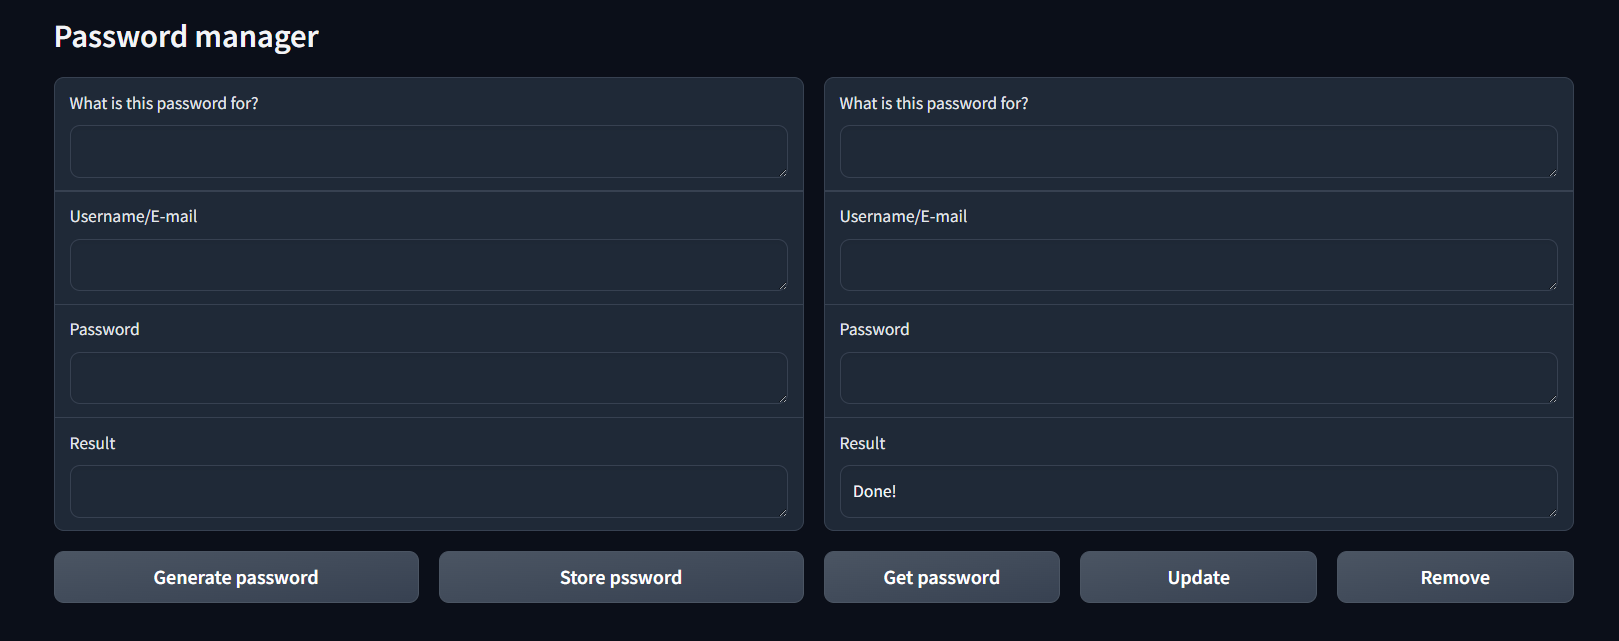 Password manager
What is this password for?
Username/E-mail
Password
Result
Generate password
Store pssword
What is this password for?
Username/E-mail
Password
Result
Done!
Get password
Update
Remove